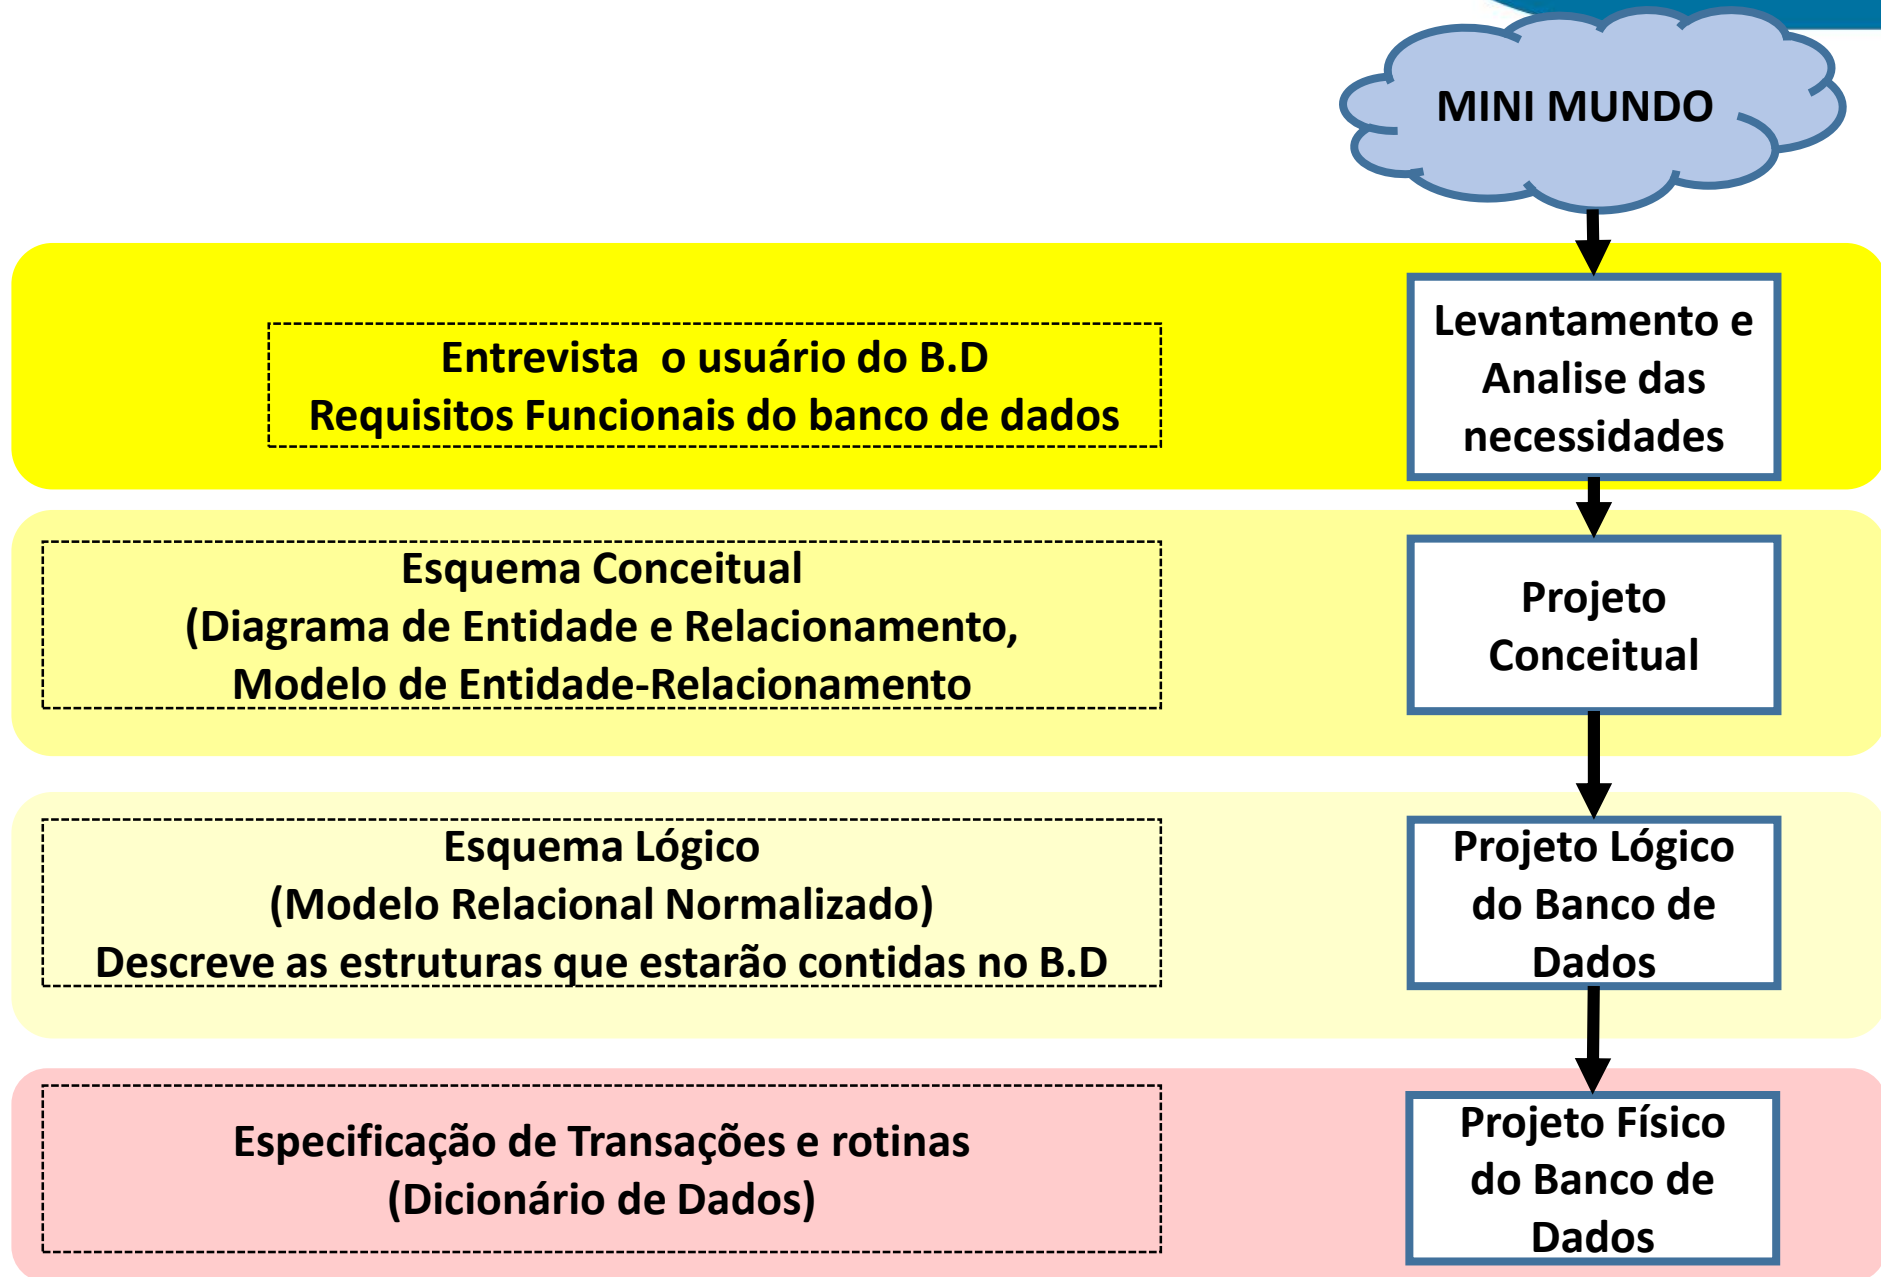 MINI MUNDO
Entrevista  o usuário do B.D
Requisitos Funcionais do banco de dados
Levantamento e
Analise das
necessidades
Esquema Conceitual
(Diagrama de Entidade e Relacionamento,
Modelo de Entidade-Relacionamento
Projeto
Conceitual
Esquema Lógico
(Modelo Relacional Normalizado)
Descreve as estruturas que estarão contidas no B.D
Projeto Lógico
do Banco de
Dados
Especificação de Transações e rotinas
(Dicionário de Dados)
Projeto Físico
do Banco de
Dados